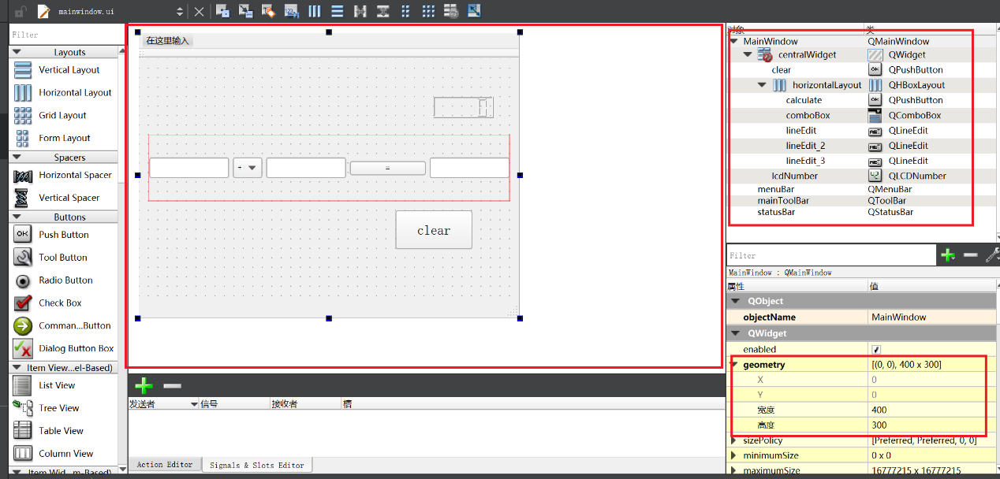 mainwindow.ui
Filter
Layouts
Vertical Layout
Horizontal Layout
Grid Layout
Form Layout
Spacers
Horizontal Spacer
Vertical Spacer
Buttons
Push Button
Tool Button
Radio Button
Check Box
Comman...Button
Dialog Button Box
Item View...el-Based)
List View
Tree View
Table View
Column View
Item Wid...m-Based)
在这里输入
0
+
=
clear
发送者 信号 接收者 槽
Action Editor Signals & Slots Editor
对象 类
MainWindow QMainWindow
centralWidget QWidget
clear QPushButton
horizontalLayout QHBoxLayout
calculate QPushButton
comboBox QComboBox
lineEdit QLineEdit
lineEdit_2 QLineEdit
lineEdit_3 QLineEdit
lcdNumber QLCDNumber
menuBar QMenuBar
mainToolBar QToolBar
statusBar QStatusBar
Filter
MainWindow : QMainWindow
属性 值
QObject
objectName MainWindow
QWidget
enabled
geometry [(0, 0), 400 x 300]
X 0
Y 0
宽度 400
高度 300
sizePolicy [Preferred, Preferred, 0, 0]
minimumSize 0 x 0
maximumSize 16777215 x 16777215